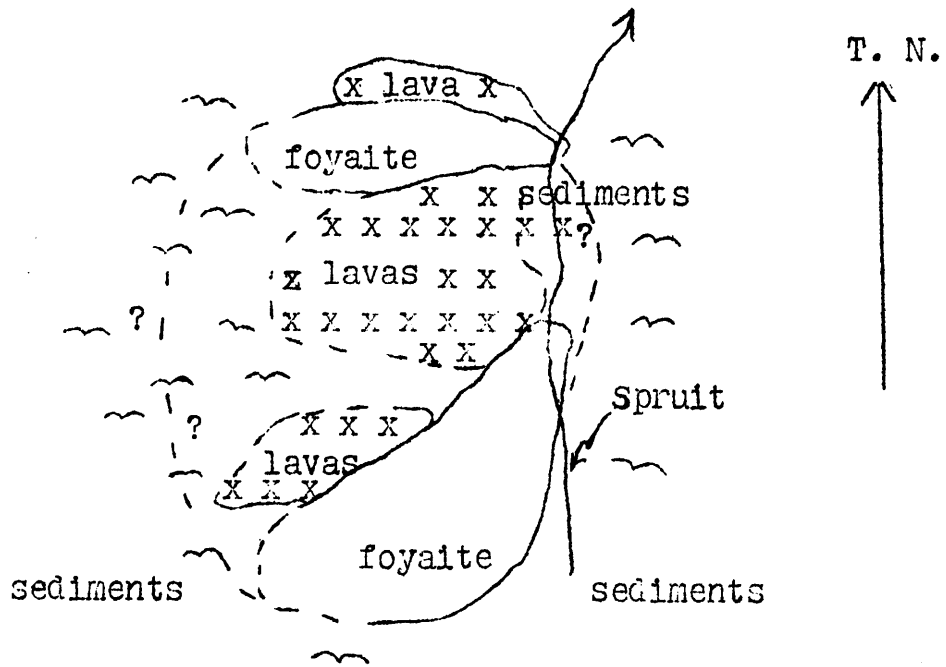 T. N.
x lava x
foyaite
x x sediments
x x x x x x x ?
z lavas x x
? x x x x x x x
x x
Spruit
? x x x
lavas
x x x
foyaite
sediments
sediments